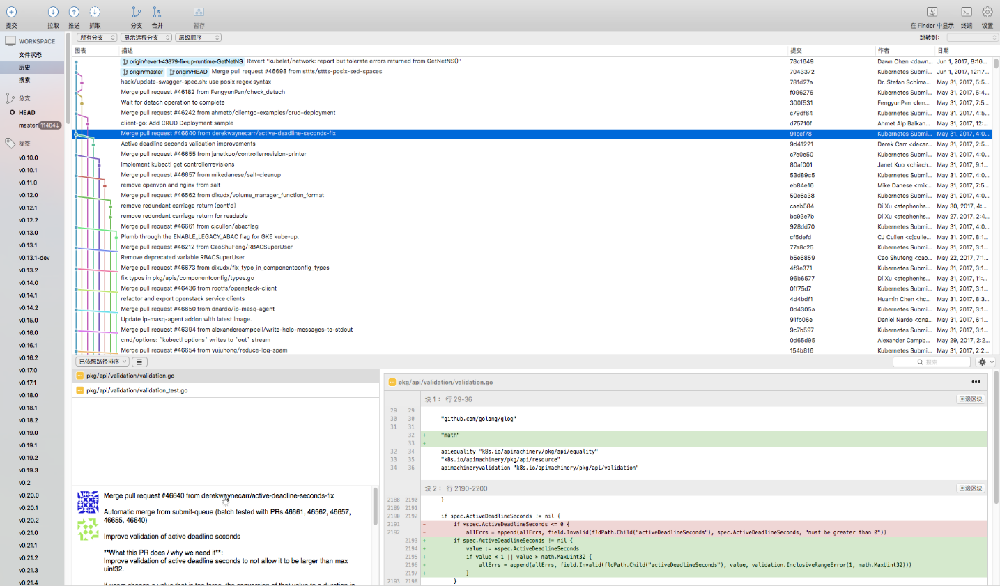 提交 拉取 推送 抓取 分支 合并 暂存 在 Finder 中显示 终端 设置
WORKSPACE
文件状态
历史
搜索
分支
HEAD
master 11404↓
标签
v0.10.0
v0.10.1
v0.11.0
v0.12.0
v0.12.1
v0.12.2
v0.13.0
v0.13.1
v0.13.1-dev
v0.13.2
v0.14.0
v0.14.1
v0.14.2
v0.15.0
v0.16.0
v0.16.1
v0.16.2
v0.17.0
v0.17.1
v0.18.0
v0.18.1
v0.18.2
v0.19.0
v0.19.1
v0.19.2
v0.19.3
v0.2
v0.20.0
v0.20.1
v0.20.2
v0.21.0
v0.21.1
v0.21.2
v0.21.3
v0.21.4
所有分支 显示远程分支 层级顺序 跳转到:
图表 描述 提交 作者 日期
origin/revert-43879-fix-up-runtime-GetNetNS Revert "kubelet/network: report but tolerate errors returned from GetNetNS()" 78c1649 Dawn Chen <dawn... Jun 1, 2017, 8:16...
origin/master origin/HEAD Merge pull request #46698 from sttts/sttts-posix-sed-spaces 7043372 Kubernetes Submi... Jun 1, 2017, 12:17...
hack/update-swagger-spec.sh: use posix regex syntax 781d27a Dr. Stefan Schima... May 31, 2017, 5:5...
Merge pull request #46182 from FengyunPan/check_detach f096276 Kubernetes Submi... May 31, 2017, 5:4...
Wait for detach operation to complete 300f531 FengyunPan <fen... May 31, 2017, 7:5...
Merge pull request #46242 from ahmetb/clientgo-examples/crud-deployment c79df64 Kubernetes Submi... May 31, 2017, 4:5...
client-go: Add CRUD Deployment sample d75710f Ahmet Alp Balkan... May 31, 2017, 12:...
Merge pull request #46640 from derekwaynecarr/active-deadline-seconds-fix 91cef78 Kubernetes Submi... May 31, 2017, 4:0...
Active deadline seconds validation improvements 9d41221 Derek Carr <decar... May 31, 2017, 2:5...
Merge pull request #46655 from janetkuo/controllerrevision-printer c7e0e50 Kubernetes Submi... May 31, 2017, 4:0...
Implement kubectl get controllerrevisions 80af001 Janet Kuo <chiach... May 31, 2017, 9:1...
Merge pull request #46657 from mikedanese/salt-cleanup 53d89c5 Kubernetes Submi... May 31, 2017, 4:0...
remove openvpn and nginx from salt eb84e16 Mike Danese <mik... May 31, 2017, 7:5...
Merge pull request #46562 from dixudx/volume_manager_function_format 50c6a38 Kubernetes Submi... May 31, 2017, 4:0...
remove redundant carriage return (cont'd) caeb584 Di Xu <stephenhs... May 30, 2017, 4:...
remove redundant carriage return for readable bc93e7b Di Xu <stephenhs... May 27, 2017, 2:4...
Merge pull request #46661 from cjcullen/abacflag 928dd70 Kubernetes Submi... May 31, 2017, 4:0...
Plumb through the ENABLE_LEGACY_ABAC flag for GKE kube-up. cf5defd CJ Cullen <cjculle... May 31, 2017, 8:1...
Merge pull request #46212 from CaoShuFeng/RBACSuperUser 77a8c25 Kubernetes Submi... May 31, 2017, 3:1...
Remove deprecated variable RBACSuperUser b5e6859 Cao Shufeng <cao... May 22, 2017, 7:1...
Merge pull request #46673 from dixudx/fix_typo_in_componentconfig_types 4f9e371 Kubernetes Submi... May 31, 2017, 3:1...
fix typos in pkg/apis/componentconfig/types.go 96b6577 Di Xu <stephenhs... May 31, 2017, 11:...
Merge pull request #46436 from rootfs/openstack-client 0ff75d7 Kubernetes Submi... May 31, 2017, 3:1...
refactor and export openstack service clients 4d4bdf1 Huamin Chen <hc... May 31, 2017, 8:3...
Merge pull request #46650 from dnardo/ip-masq-agent 0d4305a Kubernetes Submi... May 31, 2017, 3:1...
Update ip-masq-agent addon with latest image. 91fb06e Daniel Nardo <dna... May 31, 2017, 6:1...
Merge pull request #46394 from alexandercampbell/write-help-messages-to-stdout 9c7b597 Kubernetes Submi... May 31, 2017, 3:1...
cmd/options: `kubectl options` writes to `out` stream 0d65d95 Alexander Campb... May 29, 2017, 2:2...
Merge pull request #46654 from yujuhong/reduce-log-spam 154b816 Kubernetes Submi... May 31, 2017, 2:2...
已依照路径排序 搜索
pkg/api/validation/validation.go
pkg/api/validation/validation_test.go
Merge pull request #46640 from derekwaynecarr/active-deadline-seconds-fix
Automatic merge from submit-queue (batch tested with PRs 46661, 46562, 46657,
46655, 46640)
Improve validation of active deadline seconds
**What this PR does / why we need it**:
Improve validation of active deadline seconds to not allow it to be larger than max
uint32.
If users choose a value that is too large, the conversion of that value to a duration in
pkg/api/validation/validation.go •••
块 1： 行 29-36 回滚区块
29 29
30 30 "github.com/golang/glog"
31 31
32 + "math"
33 +
32 34 apiequality "k8s.io/apimachinery/pkg/api/equality"
33 35 "k8s.io/apimachinery/pkg/api/resource"
34 36 apimachineryvalidation "k8s.io/apimachinery/pkg/api/validation"
块 2： 行 2190-2200 回滚区块
2188 2190 }
2189 2191
2190 2192 if spec.ActiveDeadlineSeconds != nil {
2191 - if *spec.ActiveDeadlineSeconds <= 0 {
2192 - allErrs = append(allErrs, field.Invalid(fldPath.Child("activeDeadlineSeconds"), spec.ActiveDeadlineSeconds, "must be greater than 0"))
2193 + if spec.ActiveDeadlineSeconds != nil {
2194 + value := *spec.ActiveDeadlineSeconds
2195 + if value < 1 || value > math.MaxUint32 {
2196 + allErrs = append(allErrs, field.Invalid(fldPath.Child("activeDeadlineSeconds"), value, validation.InclusiveRangeError(1, math.MaxUint32)))
2197 + }
2193 2198 }